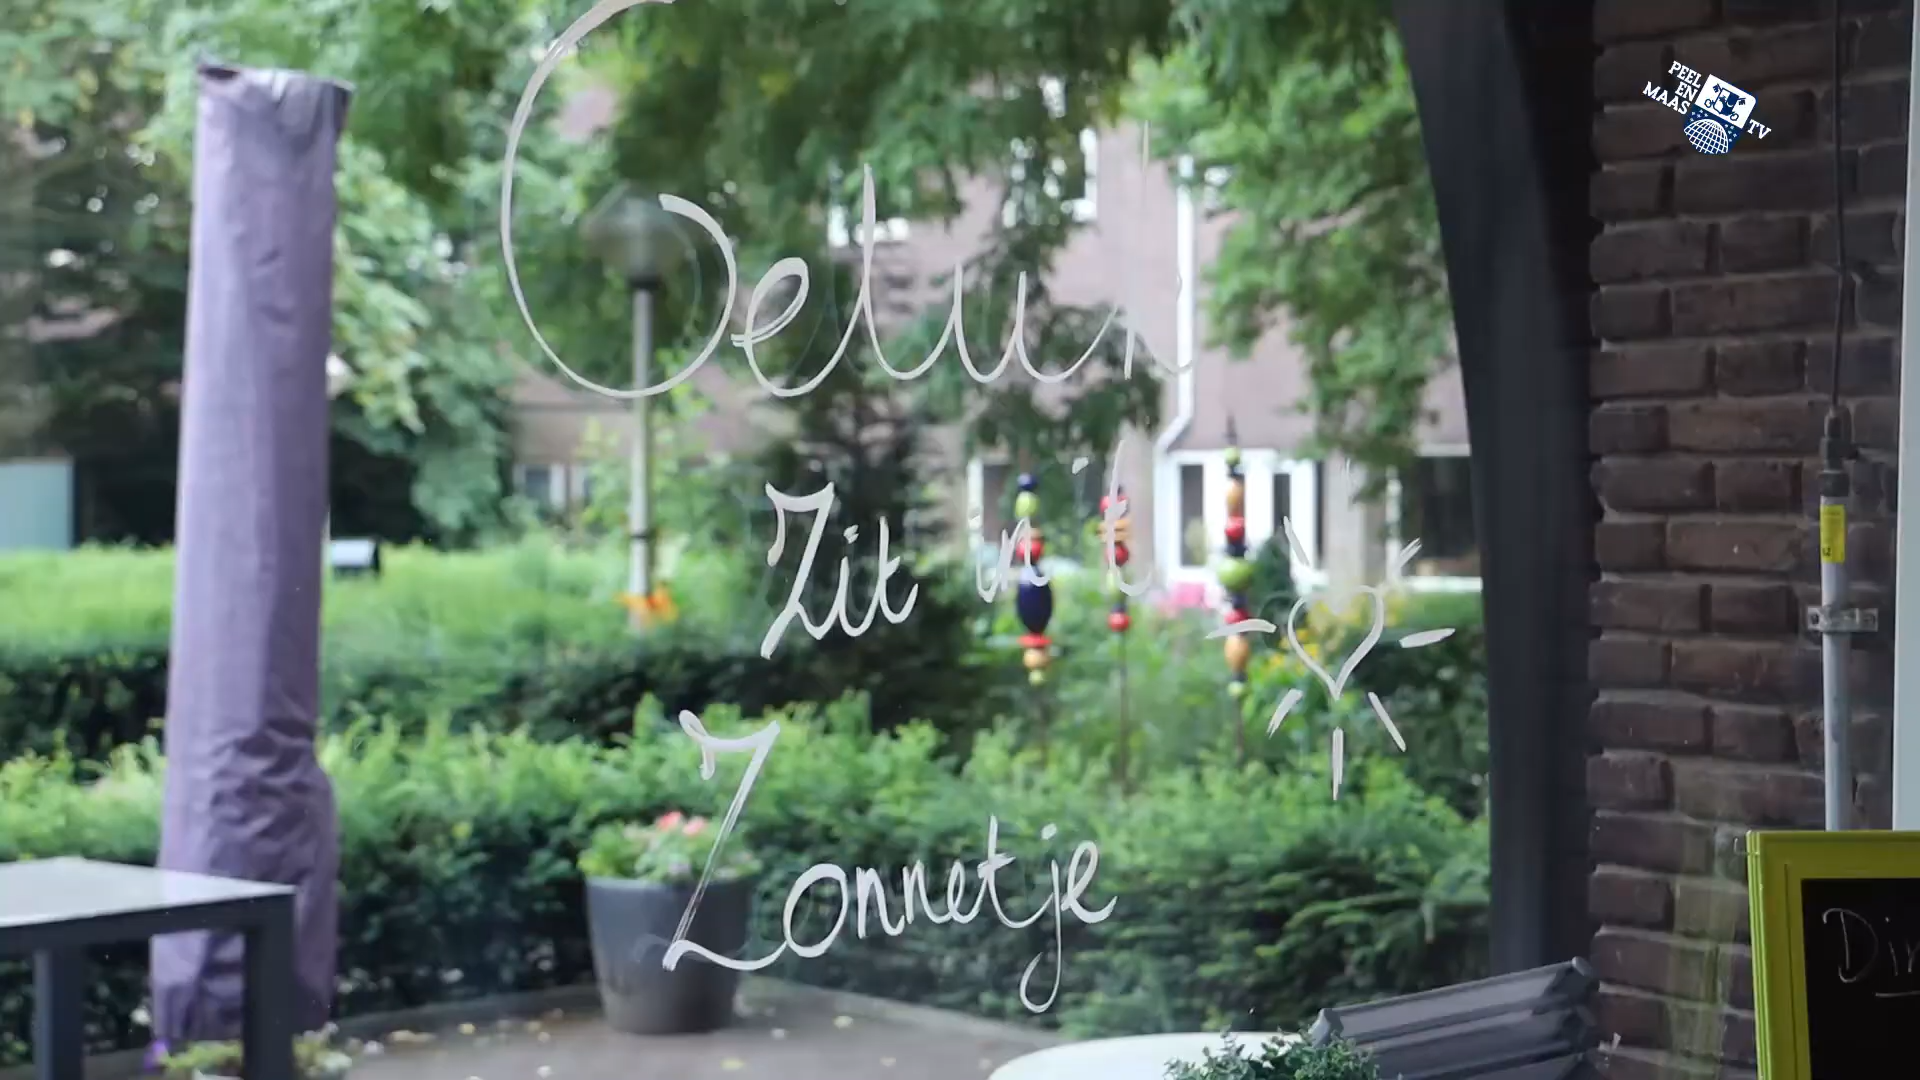 PEEL
EN
MAAS
TV
Geluk
Zit in 't
Zonnetje